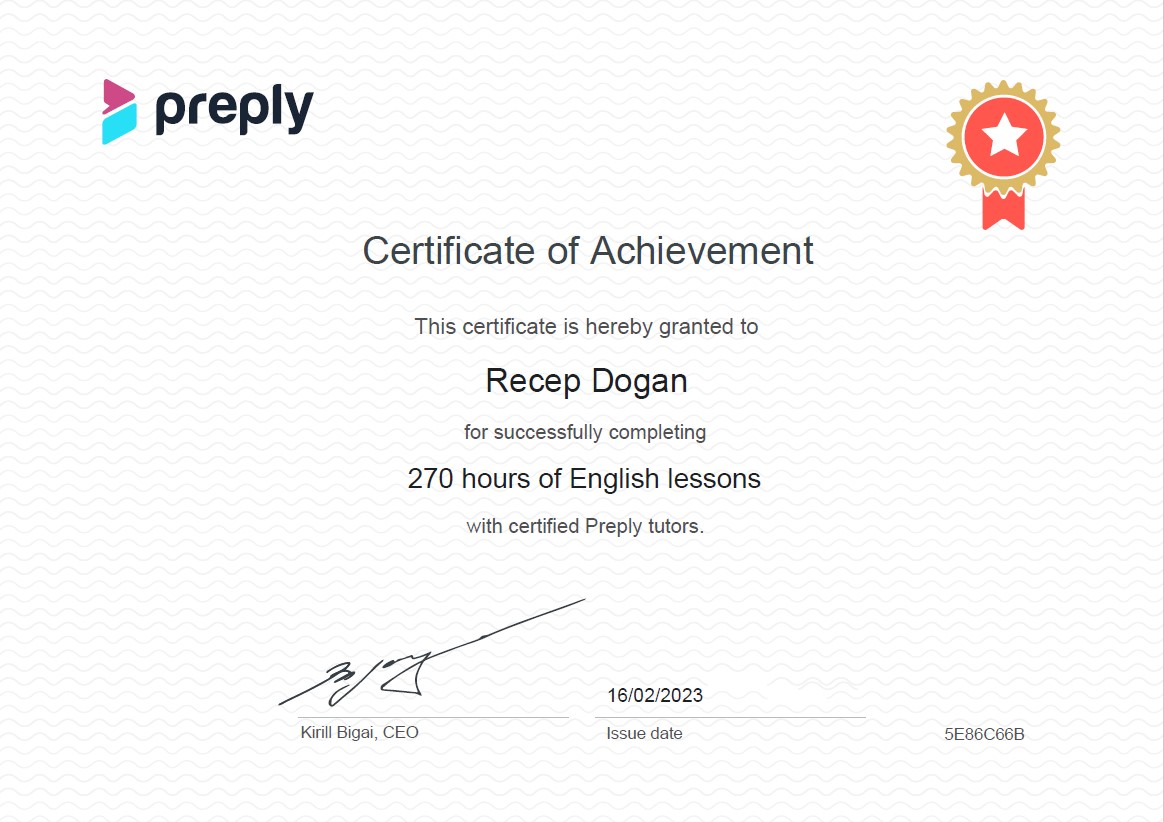 preply
Certificate of Achievement
This certificate is hereby granted to
Recep Dogan
for successfully completing
270 hours of English lessons
with certified Preply tutors.
16/02/2023
Kirill Bigai, CEO
Issue date
5E86C66B